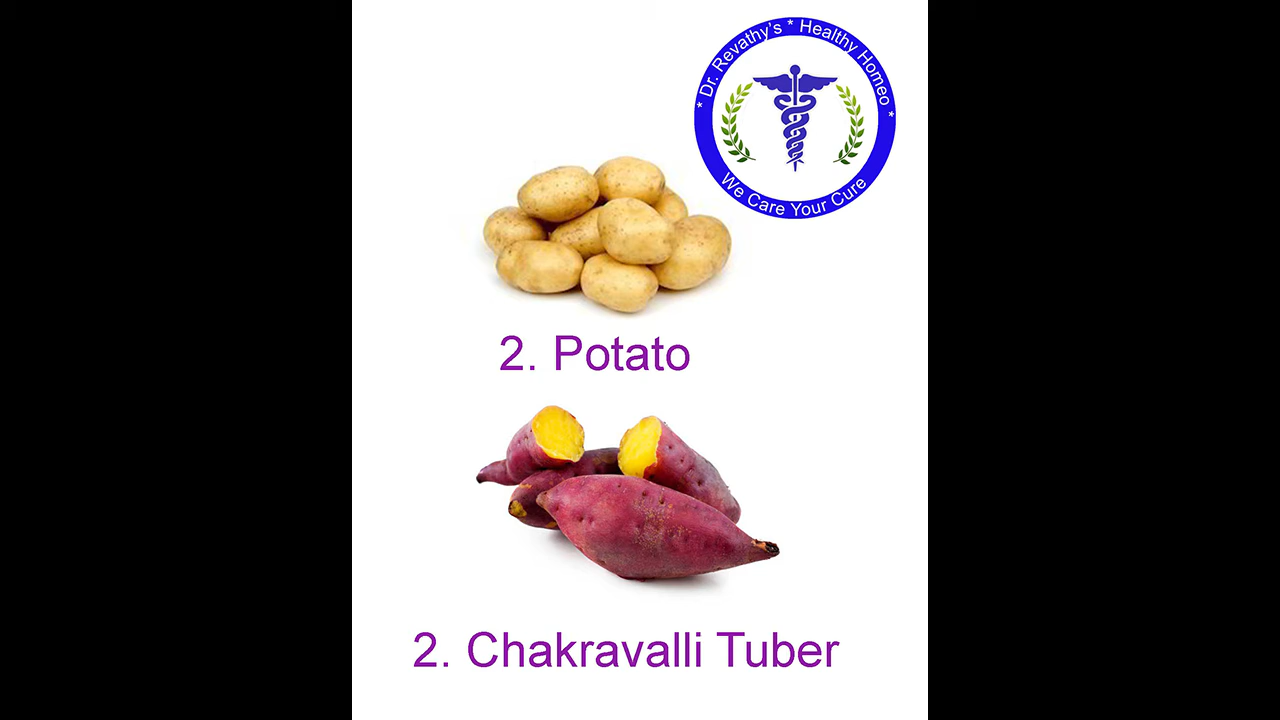 * Dr. Revathy's * Healthy Homeo *
We Care Your Cure
2. Potato
2. Chakravalli Tuber